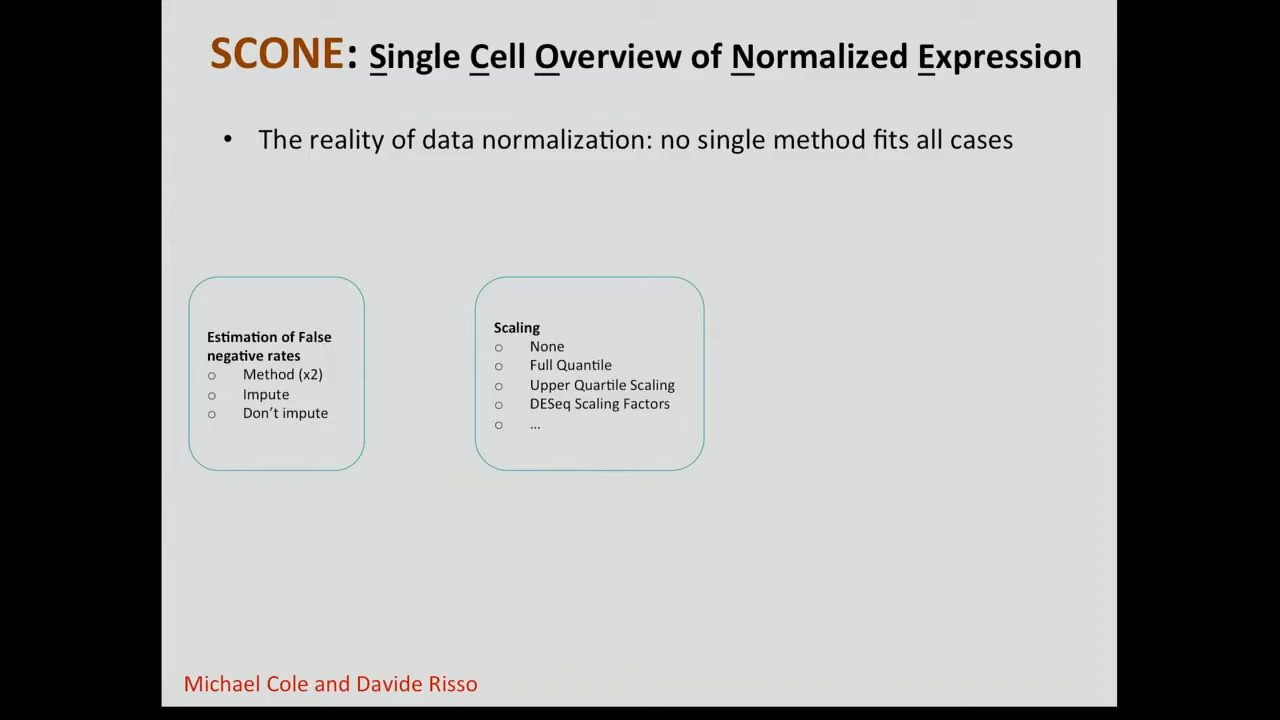 SCONE: Single Cell Overview of Normalized Expression
• The reality of data normalization: no single method fits all cases
Estimation of False
negative rates
o Method (x2)
o Impute
o Don't impute
Scaling
o None
o Full Quantile
o Upper Quartile Scaling
o DESeq Scaling Factors
o ...
Michael Cole and Davide Risso